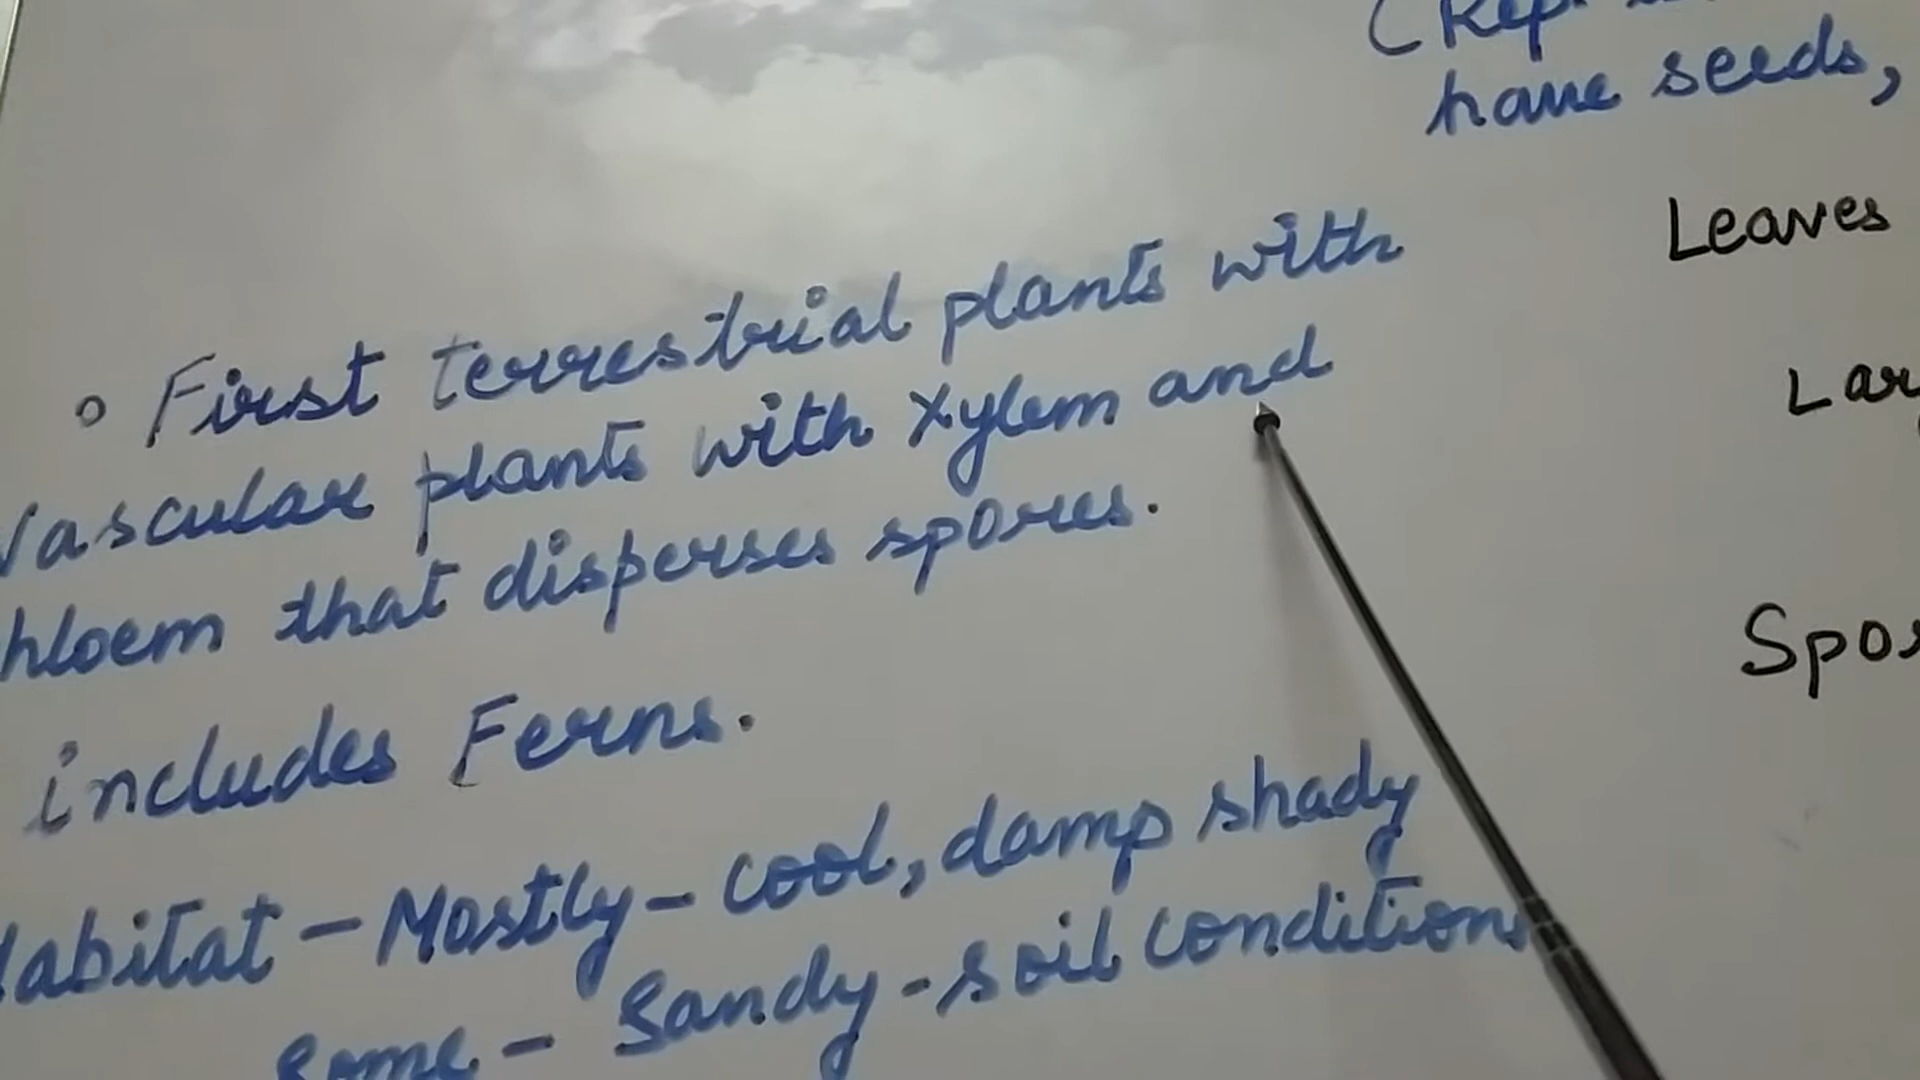 have seeds,
Leaves
• First terrestrial plants with
Vascular plants with Xylem and
hloem that disperses spores.
includes Ferns.
Habitat - Mostly - cool, damp shady
Some - Sandy-soil conditions